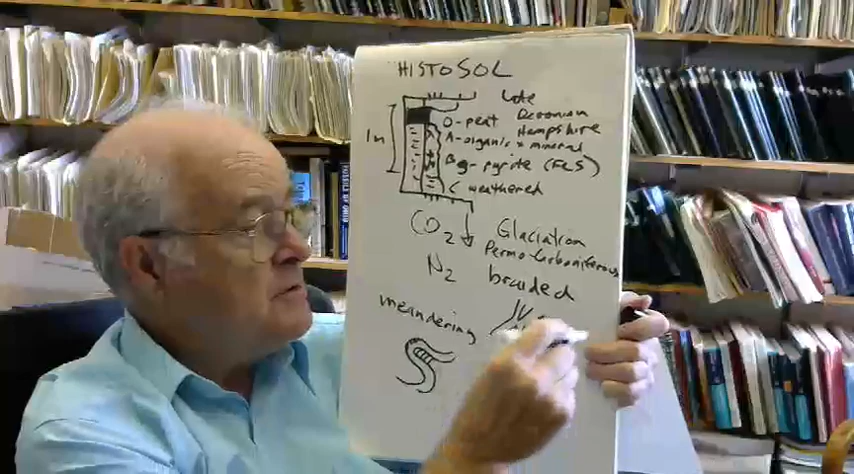 HISTOSOL
Late
Devonian
Hampshire
1m
O-peat
A-organic + mineral
Bg-pyrite (FeS)
C weathered
CO2
Glaciation
Permo-Carboniferous
N2
braided
meandering